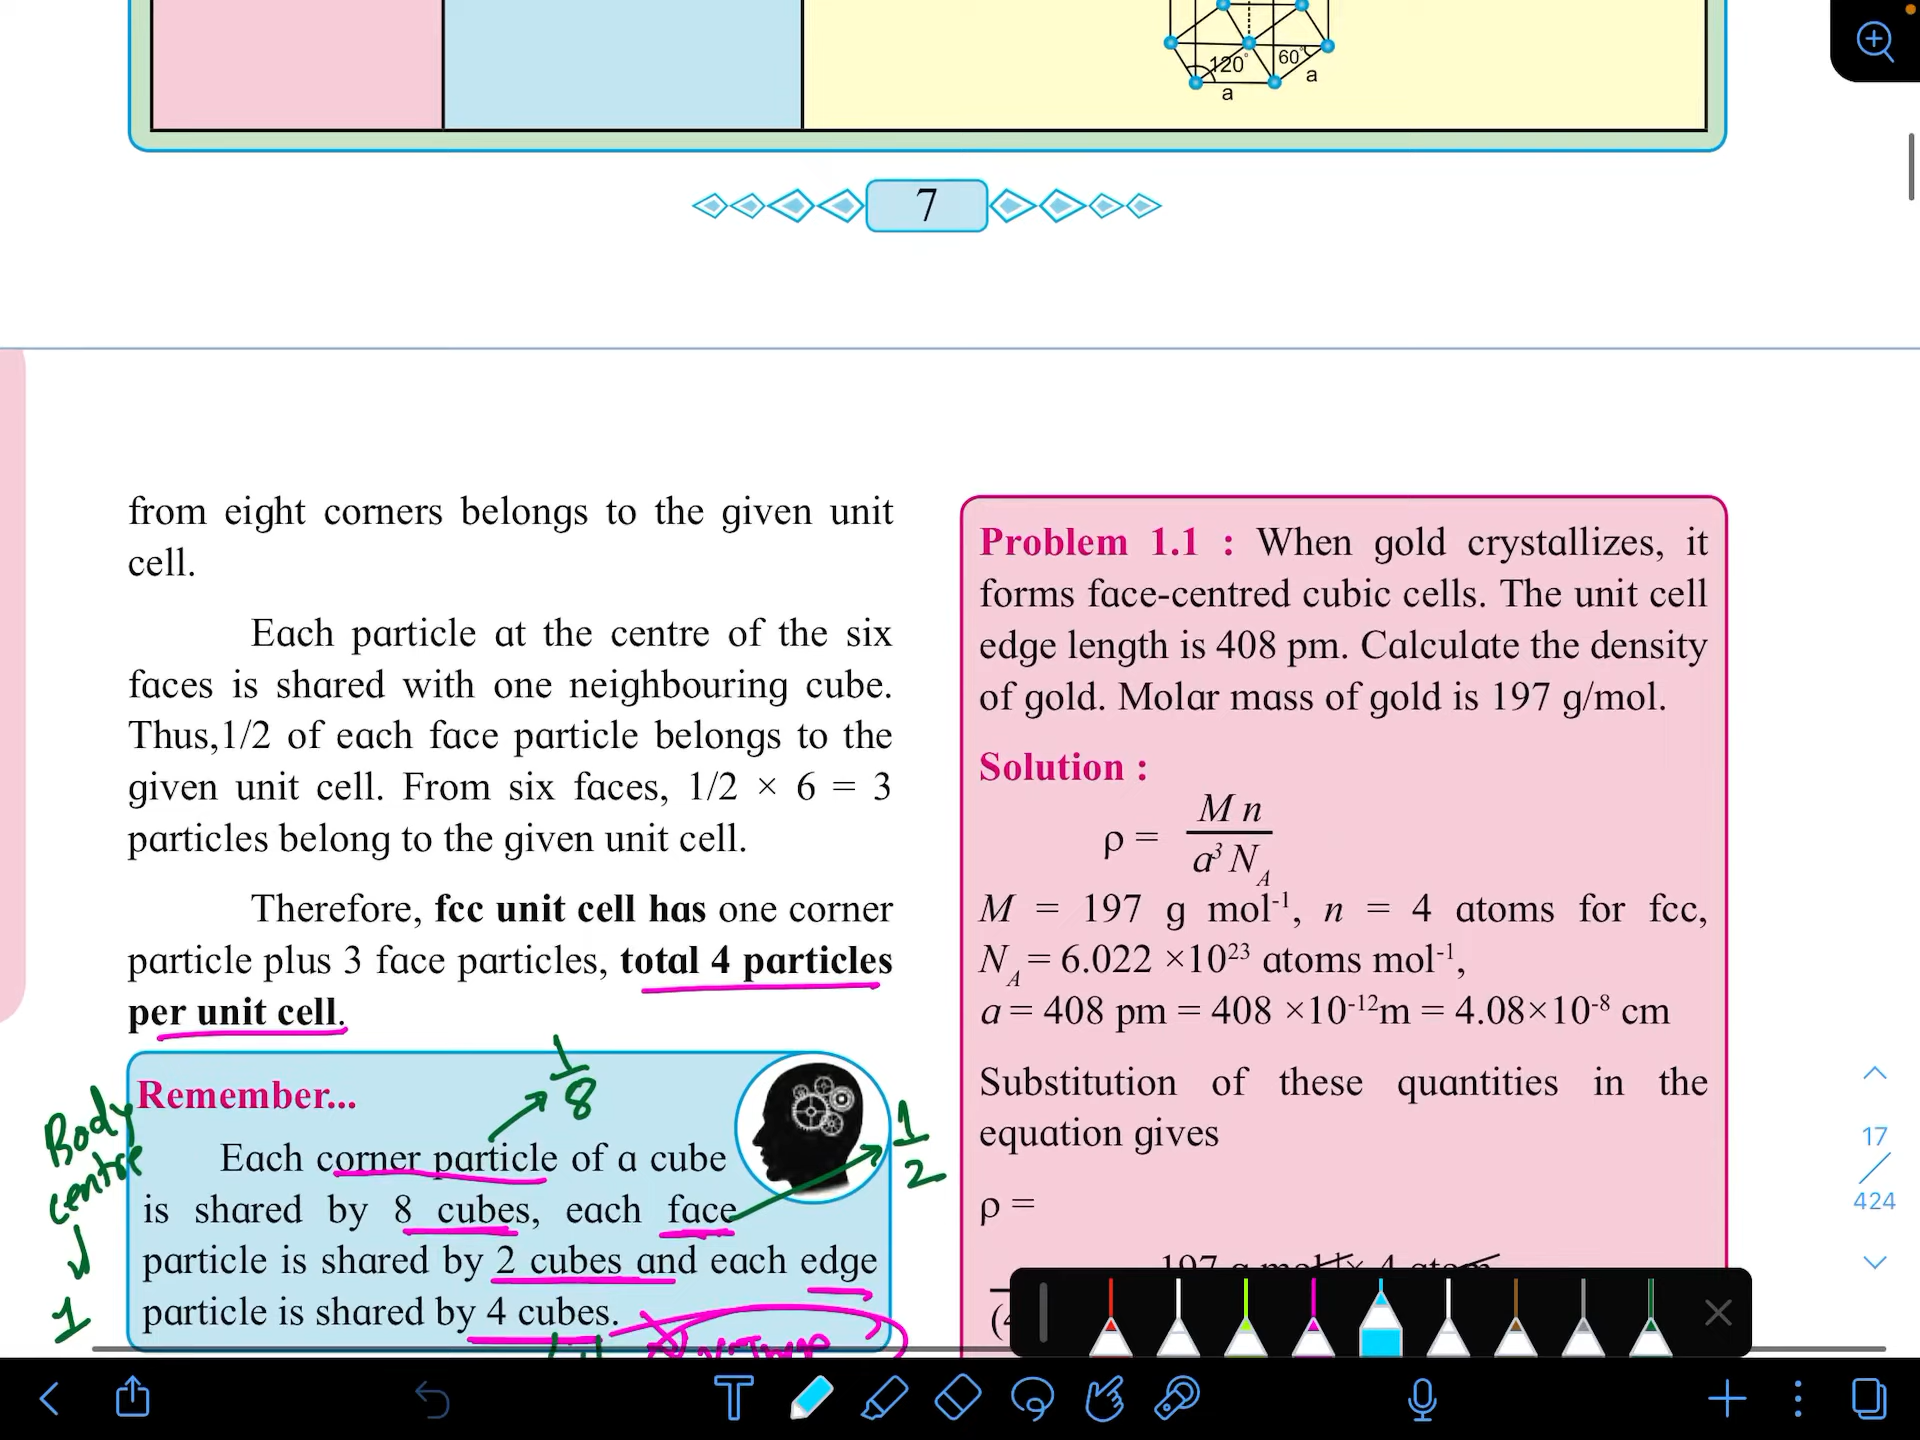 120°
60°
a
a
7
from eight corners belongs to the given unit
cell.
Each particle at the centre of the six
faces is shared with one neighbouring cube.
Thus,1/2 of each face particle belongs to the
given unit cell. From six faces, 1/2 × 6 = 3
particles belong to the given unit cell.
Therefore, fcc unit cell has one corner
particle plus 3 face particles, total 4 particles
per unit cell.
1/8
Remember...
Body
centre
1
1/2
Each corner particle of a cube
is shared by 8 cubes, each face
particle is shared by 2 cubes and each edge
particle is shared by 4 cubes.
Problem 1.1 : When gold crystallizes, it
forms face-centred cubic cells. The unit cell
edge length is 408 pm. Calculate the density
of gold. Molar mass of gold is 197 g/mol.
Solution :
ρ = M n / a³ N_A
M = 197 g mol⁻¹, n = 4 atoms for fcc,
N_A = 6.022 ×10²³ atoms mol⁻¹,
a = 408 pm = 408 ×10⁻¹²m = 4.08×10⁻⁸ cm
Substitution of these quantities in the
equation gives
ρ =
197 g mol⁻¹× 4 atom
(4
17
424
T